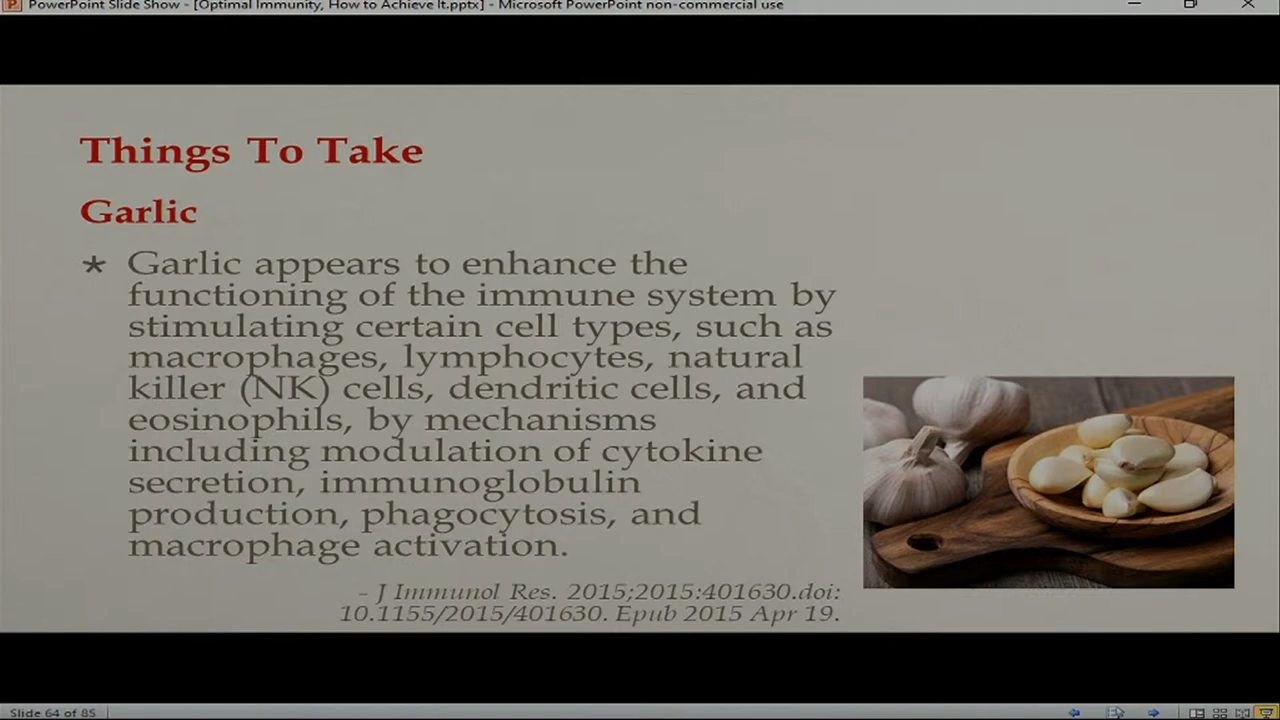 PowerPoint Slide Show - [Optimal Immunity, How to Achieve It.pptx] - Microsoft PowerPoint non-commercial use
Things To Take
Garlic
* Garlic appears to enhance the
functioning of the immune system by
stimulating certain cell types, such as
macrophages, lymphocytes, natural
killer (NK) cells, dendritic cells, and
eosinophils, by mechanisms
including modulation of cytokine
secretion, immunoglobulin
production, phagocytosis, and
macrophage activation.
- J Immunol Res. 2015;2015:401630.doi:
10.1155/2015/401630. Epub 2015 Apr 19.
Slide 64 of 85